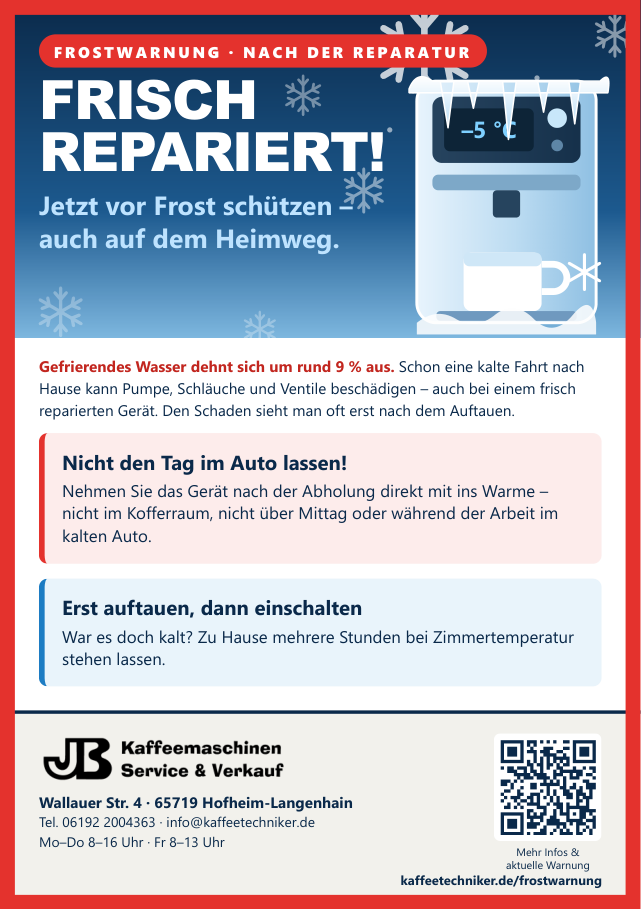 FROSTWARNUNG · NACH DER REPARATUR
FRISCH
REPARIERT!
Jetzt vor Frost schützen –
auch auf dem Heimweg.
–5 °C
Gefrierendes Wasser dehnt sich um rund 9 % aus. Schon eine kalte Fahrt nach
Hause kann Pumpe, Schläuche und Ventile beschädigen – auch bei einem frisch
reparierten Gerät. Den Schaden sieht man oft erst nach dem Auftauen.
Nicht den Tag im Auto lassen!
Nehmen Sie das Gerät nach der Abholung direkt mit ins Warme –
nicht im Kofferraum, nicht über Mittag oder während der Arbeit im
kalten Auto.
Erst auftauen, dann einschalten
War es doch kalt? Zu Hause mehrere Stunden bei Zimmertemperatur
stehen lassen.
JB Kaffeemaschinen
Service & Verkauf
Wallauer Str. 4 · 65719 Hofheim-Langenhain
Tel. 06192 2004363 · info@kaffeetechniker.de
Mo–Do 8–16 Uhr · Fr 8–13 Uhr
Mehr Infos &
aktuelle Warnung
kaffeetechniker.de/frostwarnung